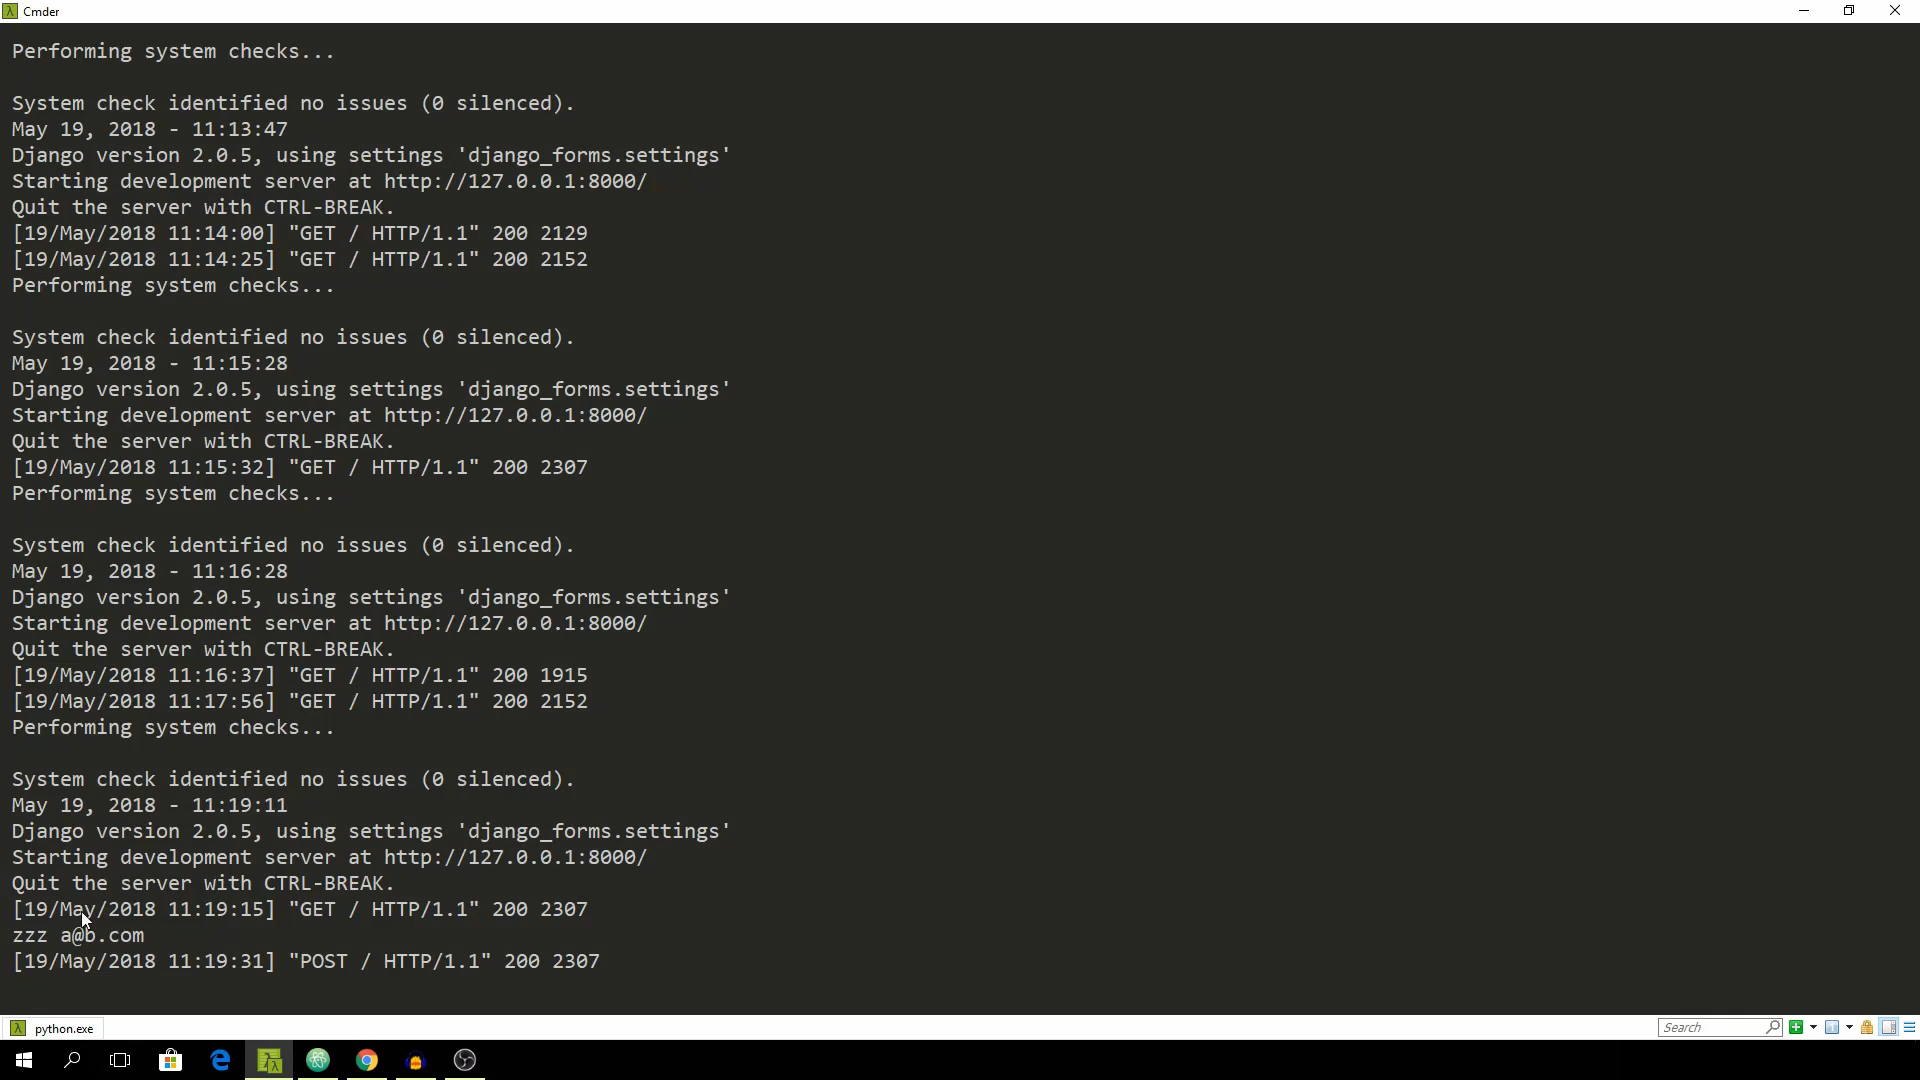 Cmder
Performing system checks...
System check identified no issues (0 silenced).
May 19, 2018 - 11:13:47
Django version 2.0.5, using settings 'django_forms.settings'
Starting development server at http://127.0.0.1:8000/
Quit the server with CTRL-BREAK.
[19/May/2018 11:14:00] "GET / HTTP/1.1" 200 2129
[19/May/2018 11:14:25] "GET / HTTP/1.1" 200 2152
Performing system checks...
System check identified no issues (0 silenced).
May 19, 2018 - 11:15:28
Django version 2.0.5, using settings 'django_forms.settings'
Starting development server at http://127.0.0.1:8000/
Quit the server with CTRL-BREAK.
[19/May/2018 11:15:32] "GET / HTTP/1.1" 200 2307
Performing system checks...
System check identified no issues (0 silenced).
May 19, 2018 - 11:16:28
Django version 2.0.5, using settings 'django_forms.settings'
Starting development server at http://127.0.0.1:8000/
Quit the server with CTRL-BREAK.
[19/May/2018 11:16:37] "GET / HTTP/1.1" 200 1915
[19/May/2018 11:17:56] "GET / HTTP/1.1" 200 2152
Performing system checks...
System check identified no issues (0 silenced).
May 19, 2018 - 11:19:11
Django version 2.0.5, using settings 'django_forms.settings'
Starting development server at http://127.0.0.1:8000/
Quit the server with CTRL-BREAK.
[19/May/2018 11:19:15] "GET / HTTP/1.1" 200 2307
zzz a@b.com
[19/May/2018 11:19:31] "POST / HTTP/1.1" 200 2307
python.exe
Search